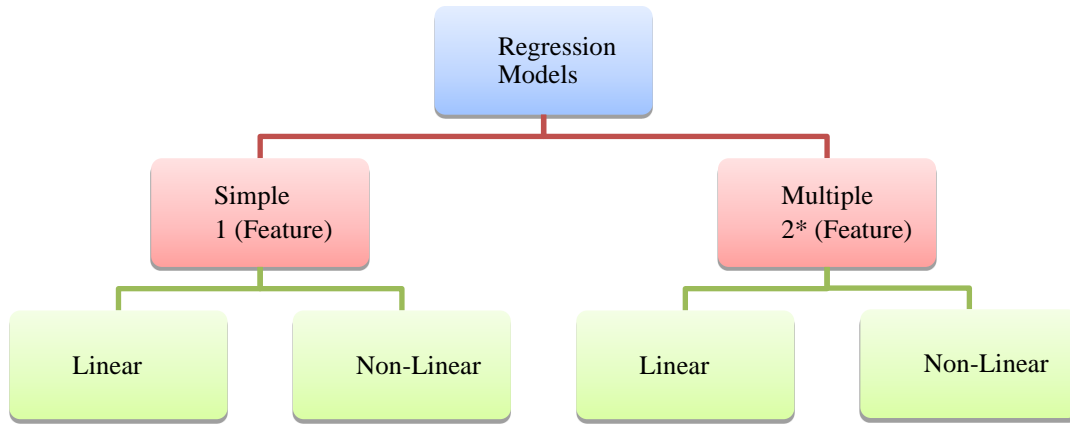 Regression
Models
Simple
1 (Feature)
Multiple
2* (Feature)
Linear
Non-Linear
Linear
Non-Linear